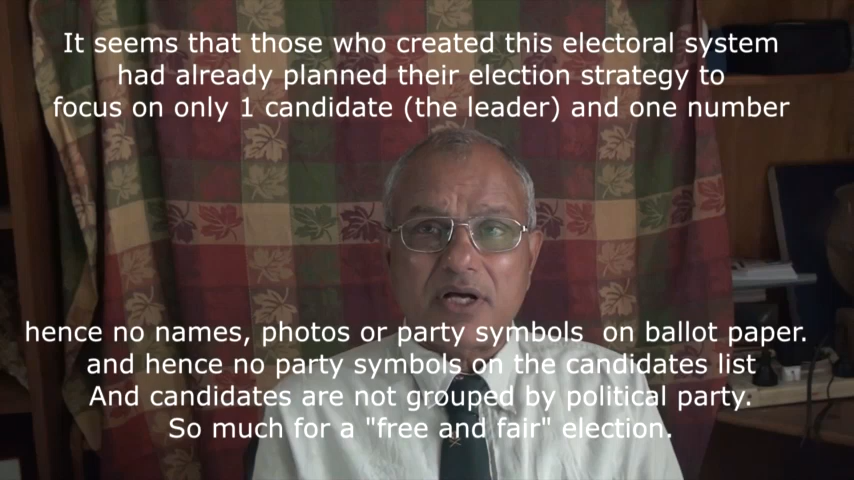 It seems that those who created this electoral system
had already planned their election strategy to
focus on only 1 candidate (the leader) and one number
hence no names, photos or party symbols  on ballot paper.
and hence no party symbols on the candidates list
And candidates are not grouped by political party.
So much for a "free and fair" election.